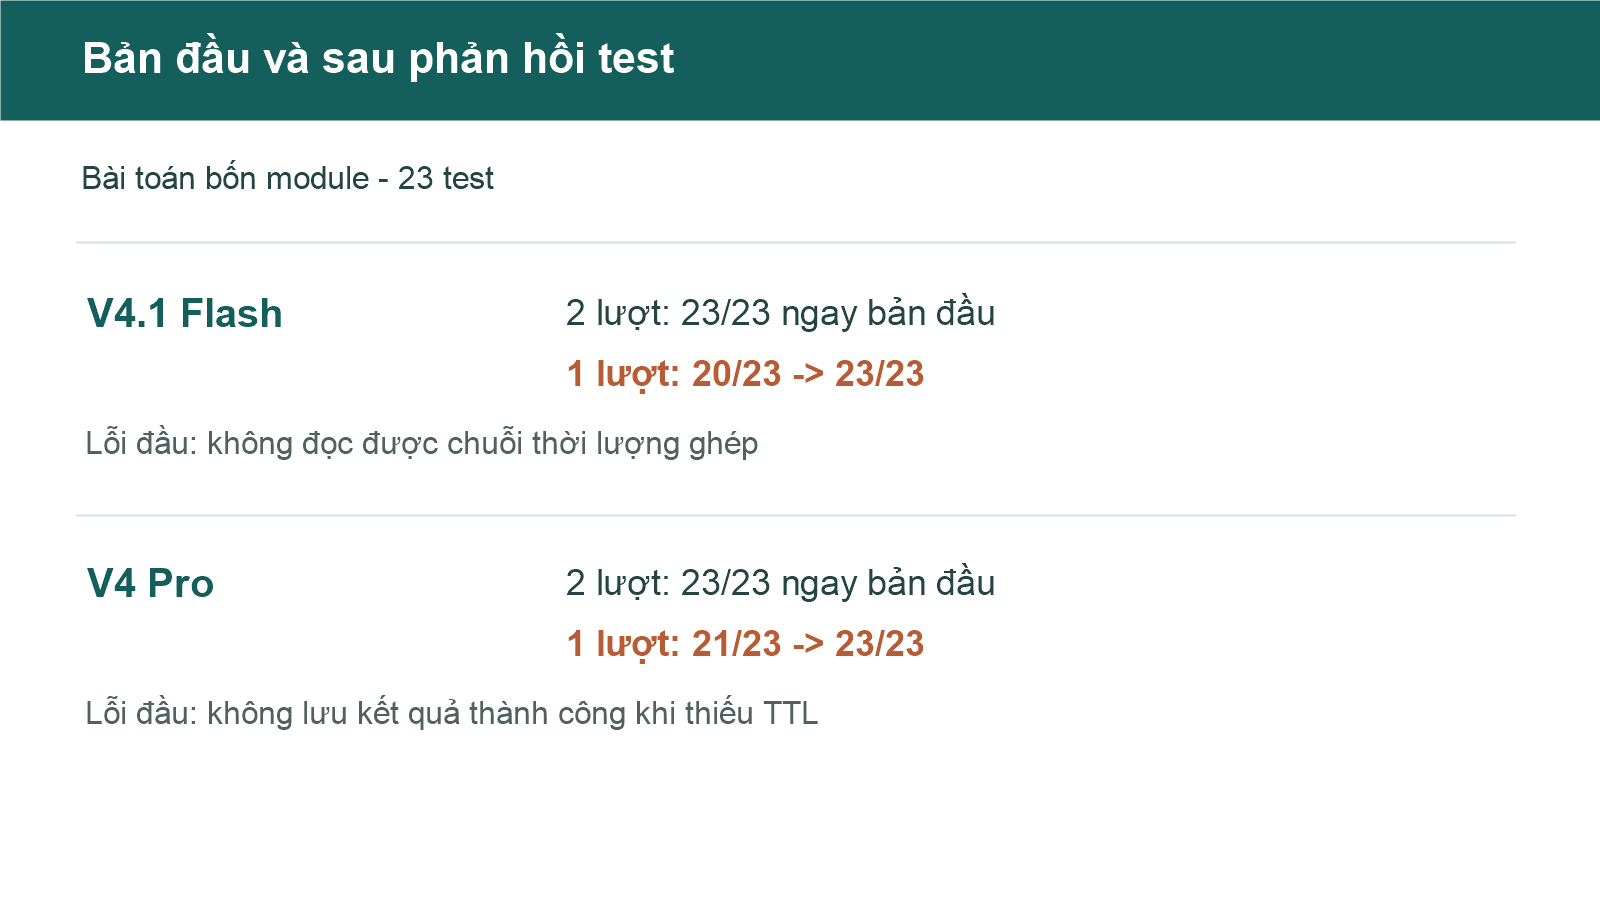 Bản đầu và sau phản hồi test
Bài toán bốn module - 23 test
V4.1 Flash
2 lượt: 23/23 ngay bản đầu
1 lượt: 20/23 -> 23/23
Lỗi đầu: không đọc được chuỗi thời lượng ghép
V4 Pro
2 lượt: 23/23 ngay bản đầu
1 lượt: 21/23 -> 23/23
Lỗi đầu: không lưu kết quả thành công khi thiếu TTL